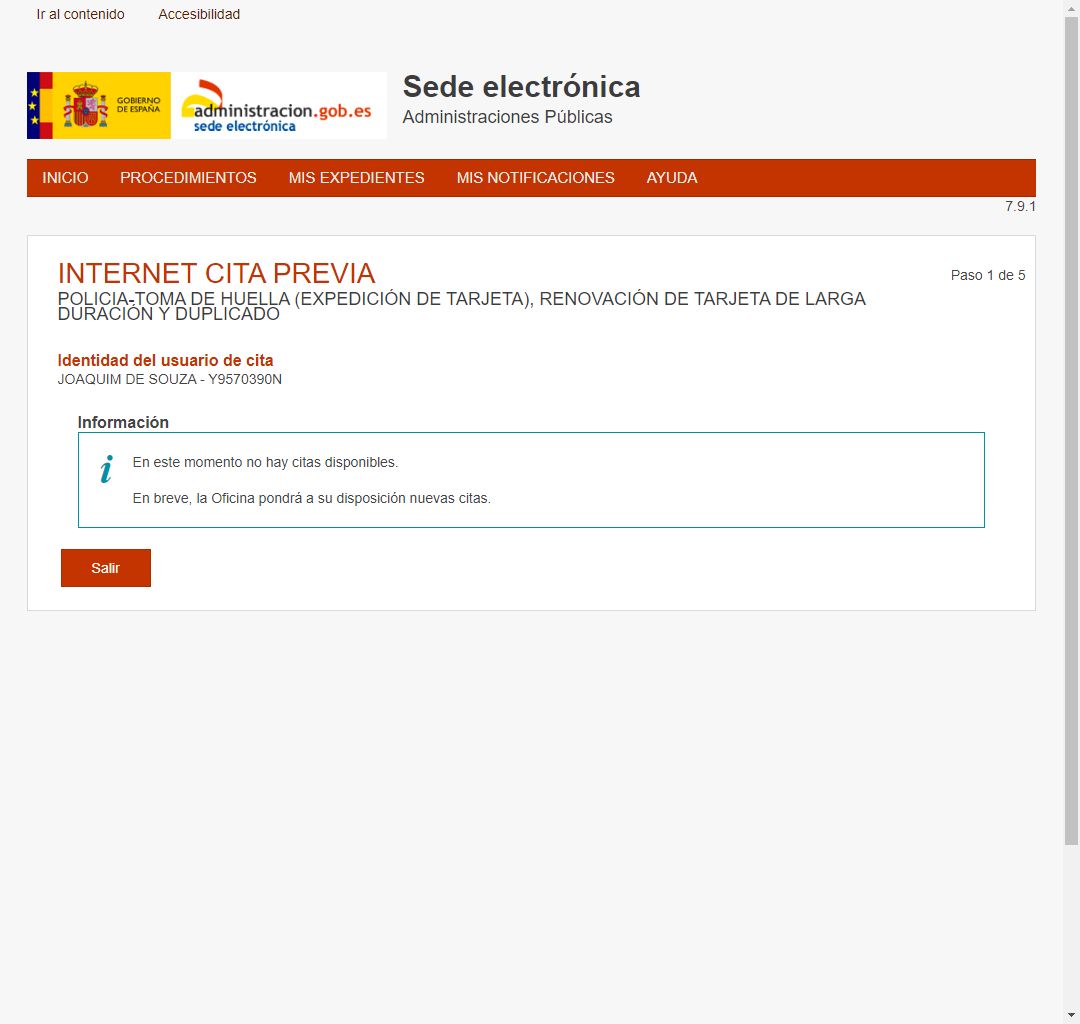 Ir al contenido Accesibilidad
GOBIERNO
DE ESPAÑA
administracion.gob.es
sede electrónica
Sede electrónica
Administraciones Públicas
INICIO PROCEDIMIENTOS MIS EXPEDIENTES MIS NOTIFICACIONES AYUDA
7.9.1
INTERNET CITA PREVIA
Paso 1 de 5
POLICIA-TOMA DE HUELLA (EXPEDICIÓN DE TARJETA), RENOVACIÓN DE TARJETA DE LARGA
DURACIÓN Y DUPLICADO
Identidad del usuario de cita
JOAQUIM DE SOUZA - Y9570390N
Información
i
En este momento no hay citas disponibles.
En breve, la Oficina pondrá a su disposición nuevas citas.
Salir